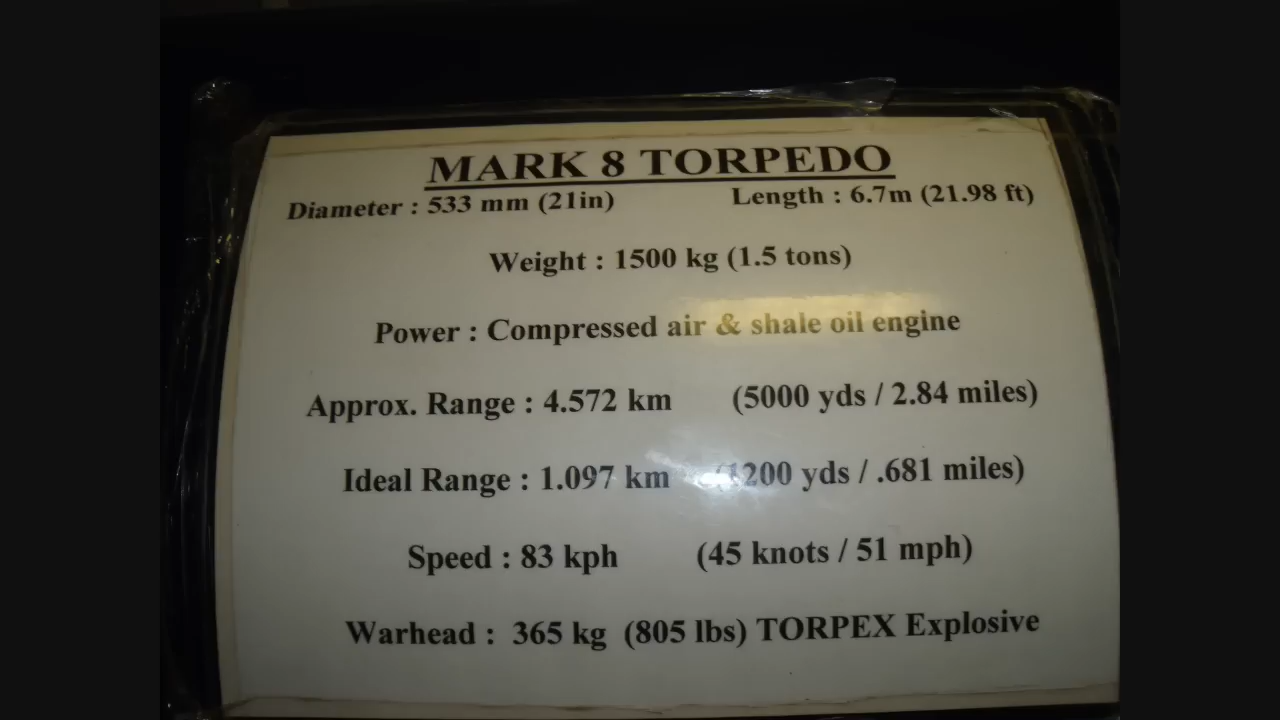 MARK 8 TORPEDO
Diameter : 533 mm (21in) Length : 6.7m (21.98 ft)
Weight : 1500 kg (1.5 tons)
Power : Compressed air & shale oil engine
Approx. Range : 4.572 km (5000 yds / 2.84 miles)
Ideal Range : 1.097 km (1200 yds / .681 miles)
Speed : 83 kph (45 knots / 51 mph)
Warhead : 365 kg (805 lbs) TORPEX Explosive